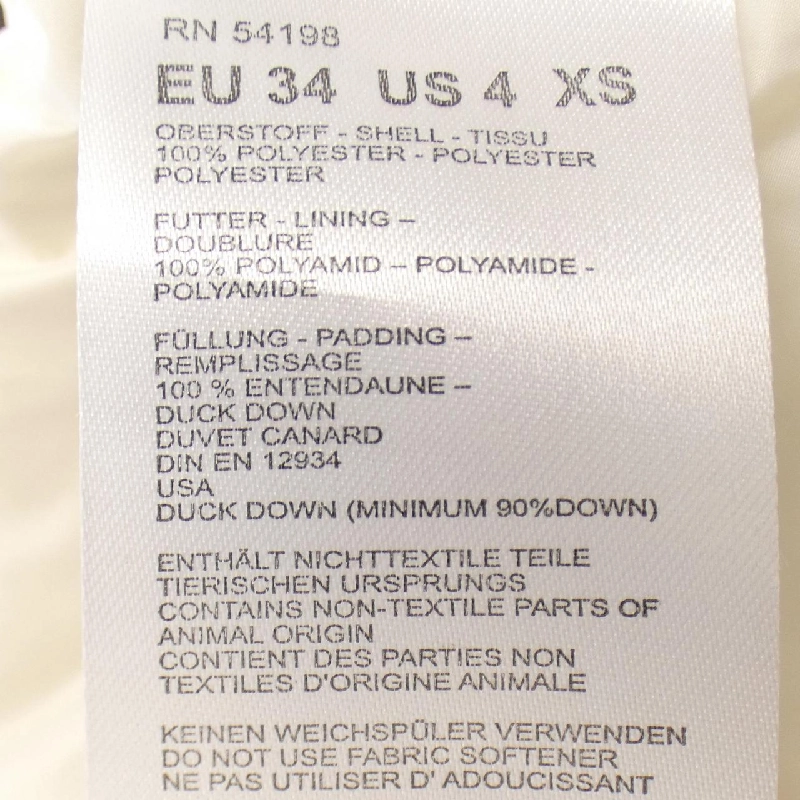 RN 54198
EU 34 US 4 XS
OBERSTOFF - SHELL - TISSU
100% POLYESTER - POLYESTER
POLYESTER
FUTTER - LINING –
DOUBLURE
100% POLYAMID – POLYAMIDE -
POLYAMIDE
FÜLLUNG - PADDING –
REMPLISSAGE
100 % ENTENDAUNE –
DUCK DOWN
DUVET CANARD
DIN EN 12934
USA
DUCK DOWN (MINIMUM 90%DOWN)
ENTHÄLT NICHTTEXTILE TEILE
TIERISCHEN URSPRUNGS
CONTAINS NON-TEXTILE PARTS OF
ANIMAL ORIGIN
CONTIENT DES PARTIES NON
TEXTILES D'ORIGINE ANIMALE
KEINEN WEICHSPÜLER VERWENDEN
DO NOT USE FABRIC SOFTENER
NE PAS UTILISER D' ADOUCISSANT